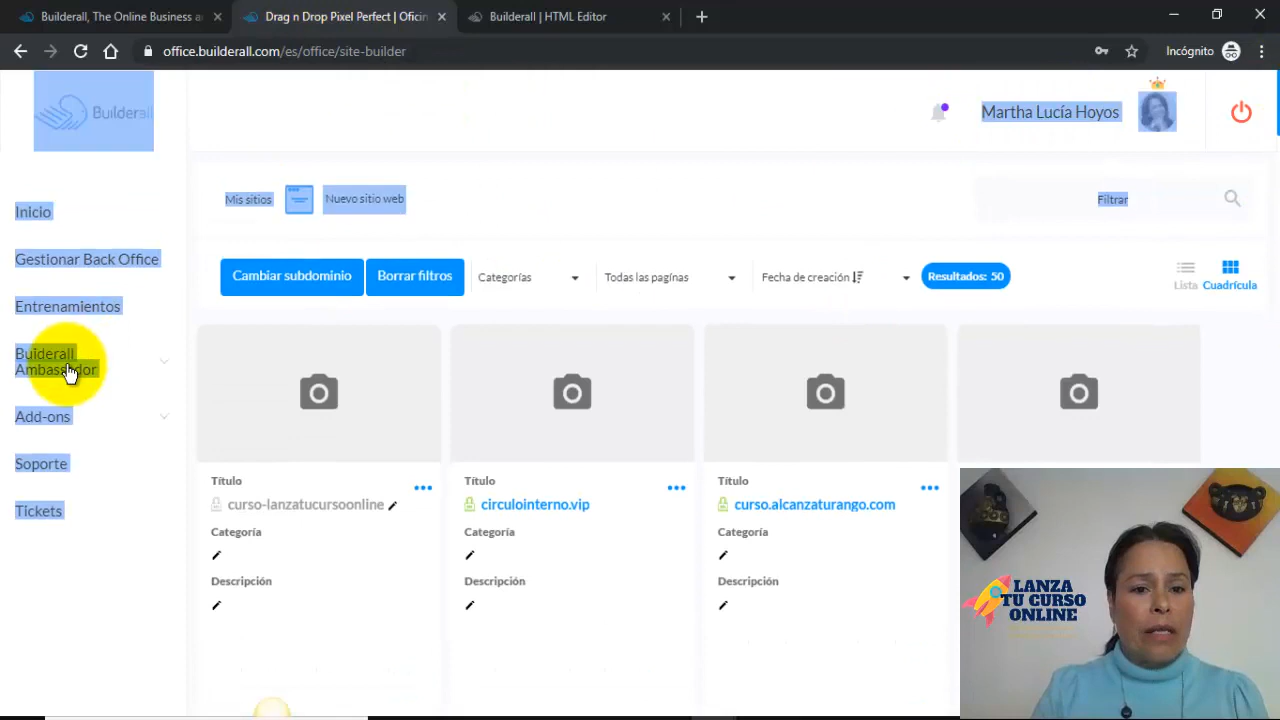 Builderall, The Online Business a
Drag n Drop Pixel Perfect | Oficin
Builderall | HTML Editor
office.builderall.com/es/office/site-builder
Incógnito
Builderall
Martha Lucía Hoyos
Inicio
Gestionar Back Office
Entrenamientos
Buiderall
Ambassador
Add-ons
Soporte
Tickets
Mis sitios
Nuevo sitio web
Filtrar
Cambiar subdominio
Borrar filtros
Categorías
Todas las pagínas
Fecha de creación
Resultados: 50
Lista
Cuadrícula
Título
curso-lanzatucursoonline
Categoría
Descripción
Título
circulointerno.vip
Categoría
Descripción
Título
curso.alcanzaturango.com
Categoría
Descripción
LANZA
TU CURSO
ONLINE